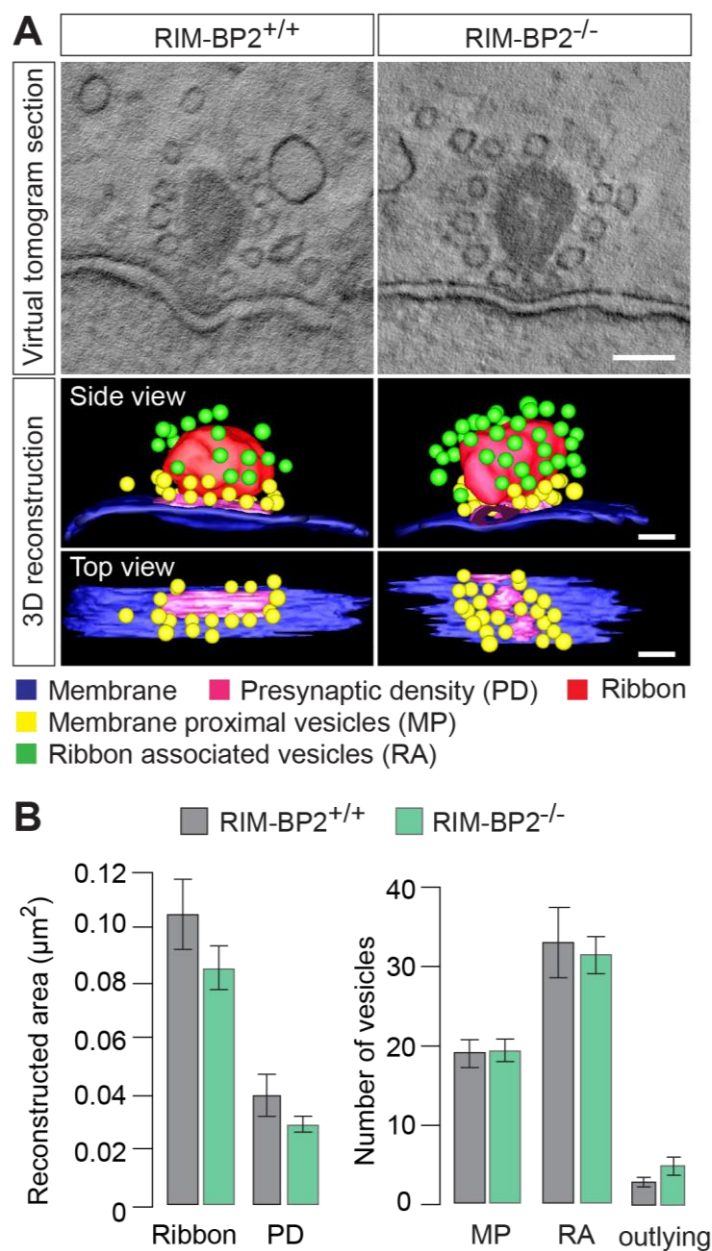 A
RIM-BP2+/+ RIM-BP2-/-
Virtual tomogram section
3D reconstruction
Side view
Top view
Membrane Presynaptic density (PD) Ribbon
Membrane proximal vesicles (MP)
Ribbon associated vesicles (RA)
B
RIM-BP2+/+ RIM-BP2-/-
Reconstructed area (µm2)
0.12
0.10
0.08
0.06
0.04
0.02
0
Ribbon PD
Number of vesicles
40
30
20
10
0
MP RA outlying